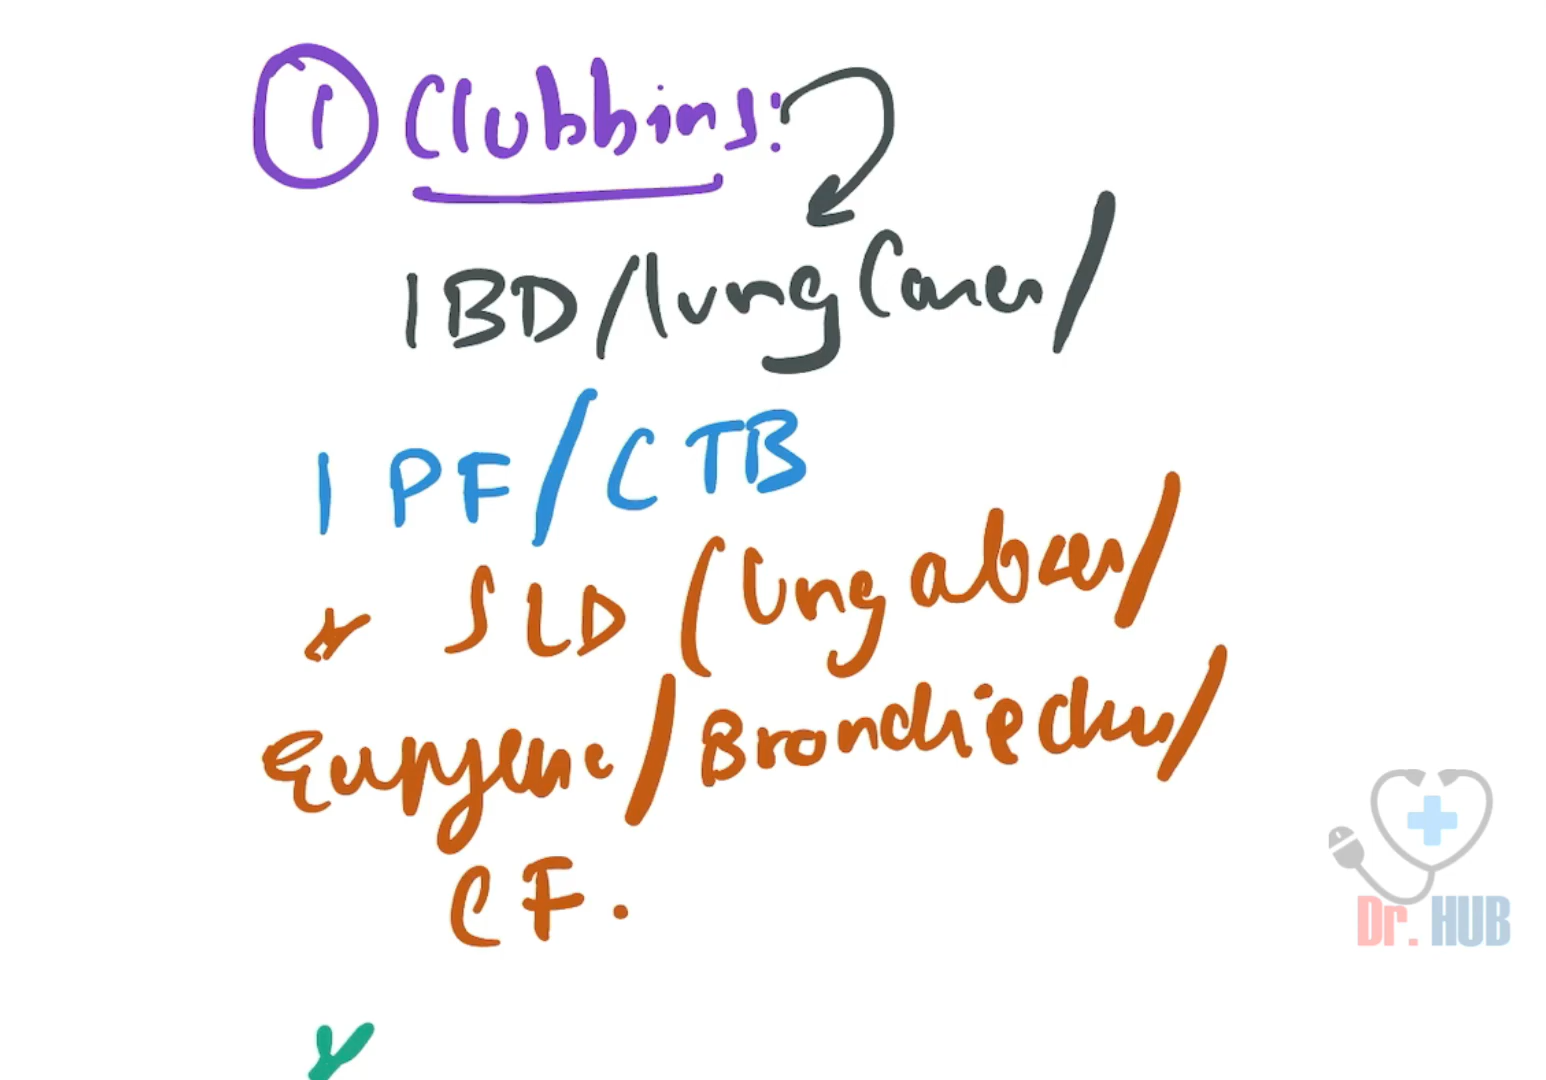 ① Clubbing:
IBD/lung Cancer/
IPF/CTB
* SLD (lung abscess/
Empyema/Bronchiectasis/
CF.
Dr. HUB